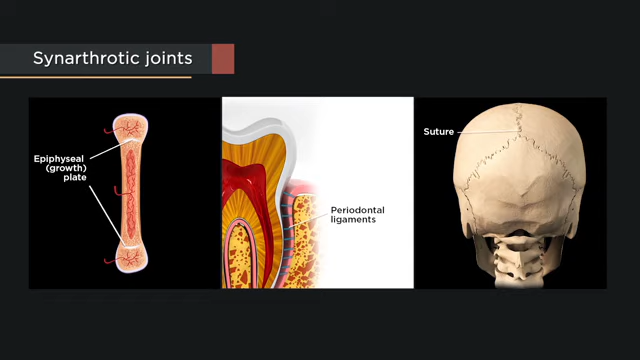 Synarthrotic joints
Epiphyseal
(growth)
plate
Periodontal
ligaments
Suture